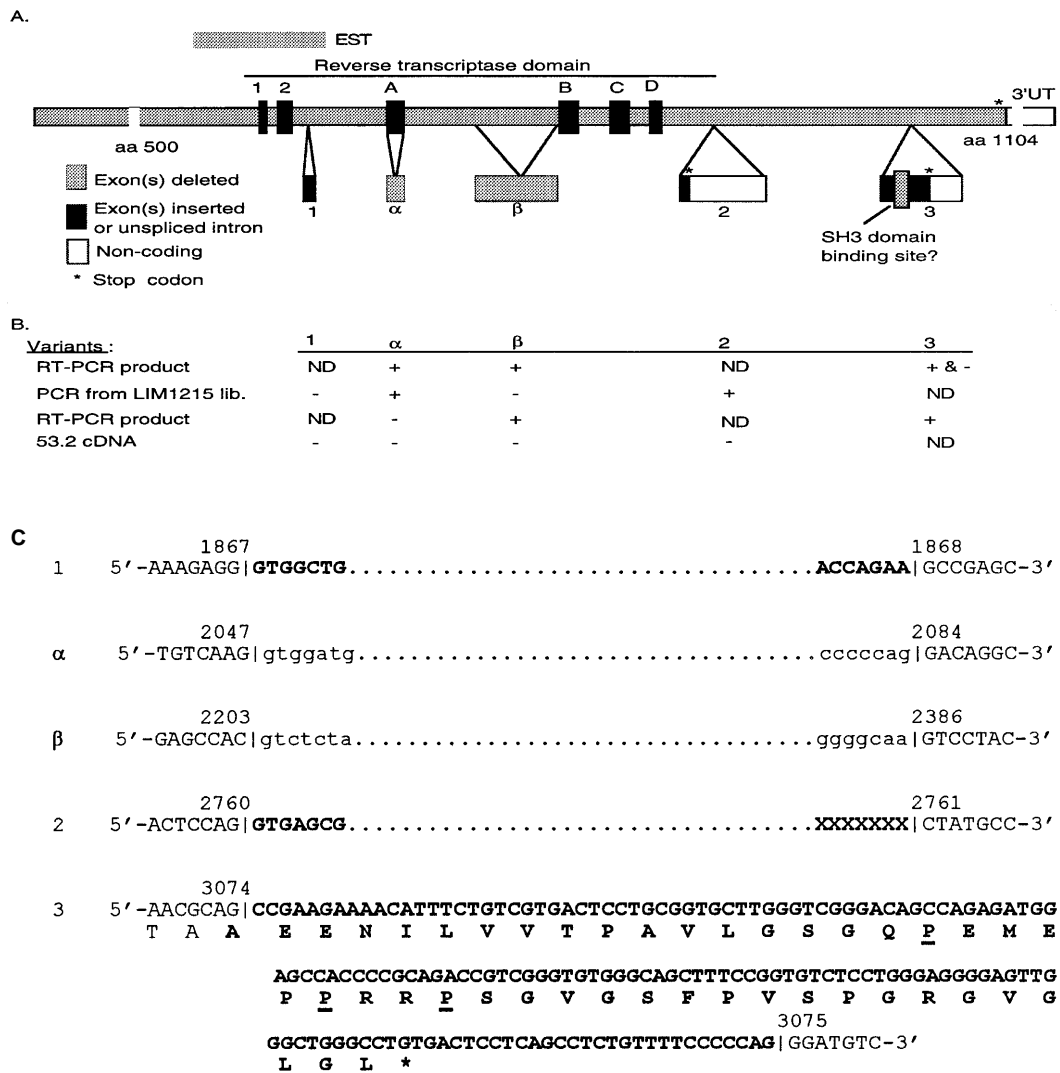 A.
EST
Reverse transcriptase domain
1 2 A B C D
* 3'UT
aa 500 aa 1104
Exon(s) deleted
Exon(s) inserted
or unspliced intron
Non-coding
* Stop codon
1 α β * 2 * 3
SH3 domain
binding site?
B.
Variants : 1 α β 2 3
RT-PCR product ND + + ND + & -
PCR from LIM1215 lib. - + - + ND
RT-PCR product ND - + ND +
53.2 cDNA - - - - ND
C
1867 1868
1 5'-AAAGAGG|GTGGCTG...................................ACCAGAA|GCCGAGC-3'
2047 2084
α 5'-TGTCAAG|gtggatg...................................cccccag|GACAGGC-3'
2203 2386
β 5'-GAGCCAC|gtctcta...................................ggggcaa|GTCCTAC-3'
2760 2761
2 5'-ACTCCAG|GTGAGCG...................................XXXXXXX|CTATGCC-3'
3074
3 5'-AACGCAG|CCGAAGAAAACATTTCTGTCGTGACTCCTGCGGTGCTTGGGTCGGGACAGCCAGAGATGG
T A A E E N I L V V T P A V L G S G Q P E M E
AGCCACCCCGCAGACCGTCGGGTGTGGGCAGCTTTCCGGTGTCTCCTGGGAGGGGAGTTG
P P R R P S G V G S F P V S P G R G V G
3075
GGCTGGGCCTGTGACTCCTCAGCCTCTGTTTTCCCCCAG|GGATGTC-3'
L G L *